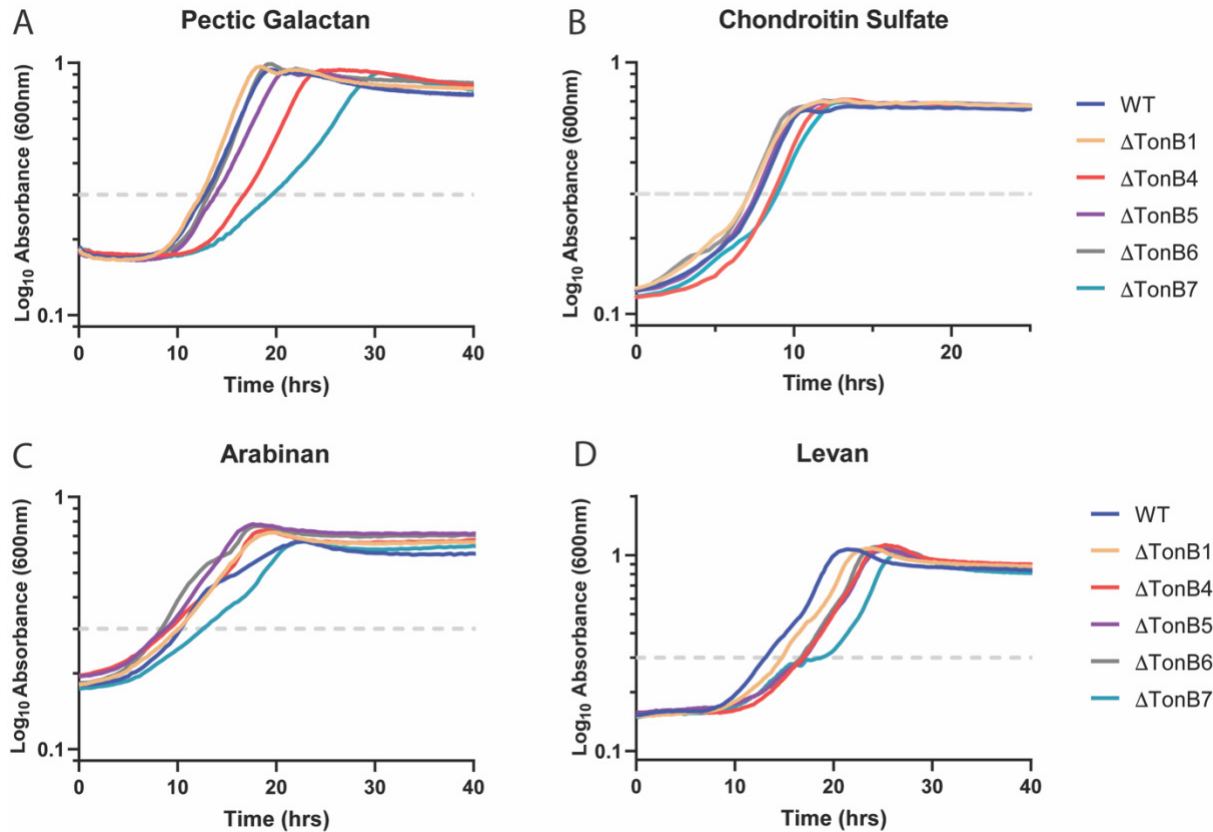 A
Pectic Galactan
Log10 Absorbance (600nm)
1
0.1
0 10 20 30 40
Time (hrs)
B
Chondroitin Sulfate
Log10 Absorbance (600nm)
1
0.1
0 10 20
Time (hrs)
WT
ΔTonB1
ΔTonB4
ΔTonB5
ΔTonB6
ΔTonB7
C
Arabinan
Log10 Absorbance (600nm)
1
0.1
0 10 20 30 40
Time (hrs)
D
Levan
Log10 Absorbance (600nm)
1
0.1
0 10 20 30 40
Time (hrs)
WT
ΔTonB1
ΔTonB4
ΔTonB5
ΔTonB6
ΔTonB7